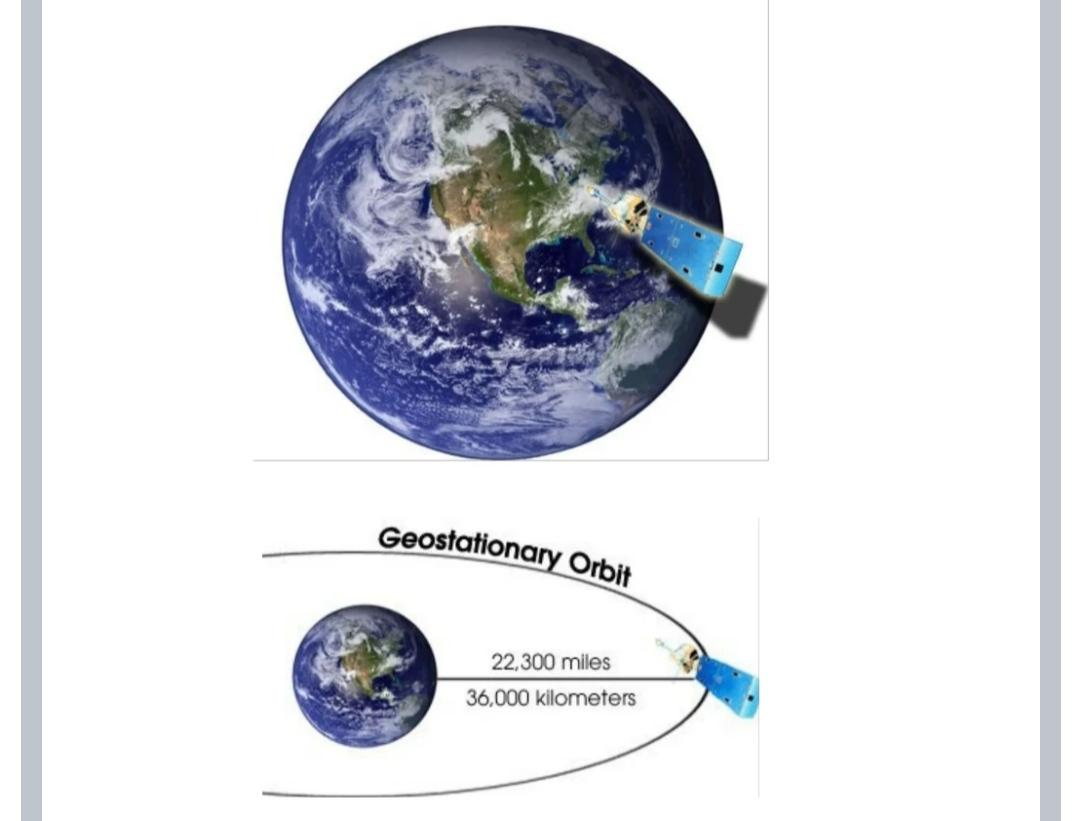 Geostationary Orbit
22,300 miles
36,000 kilometers